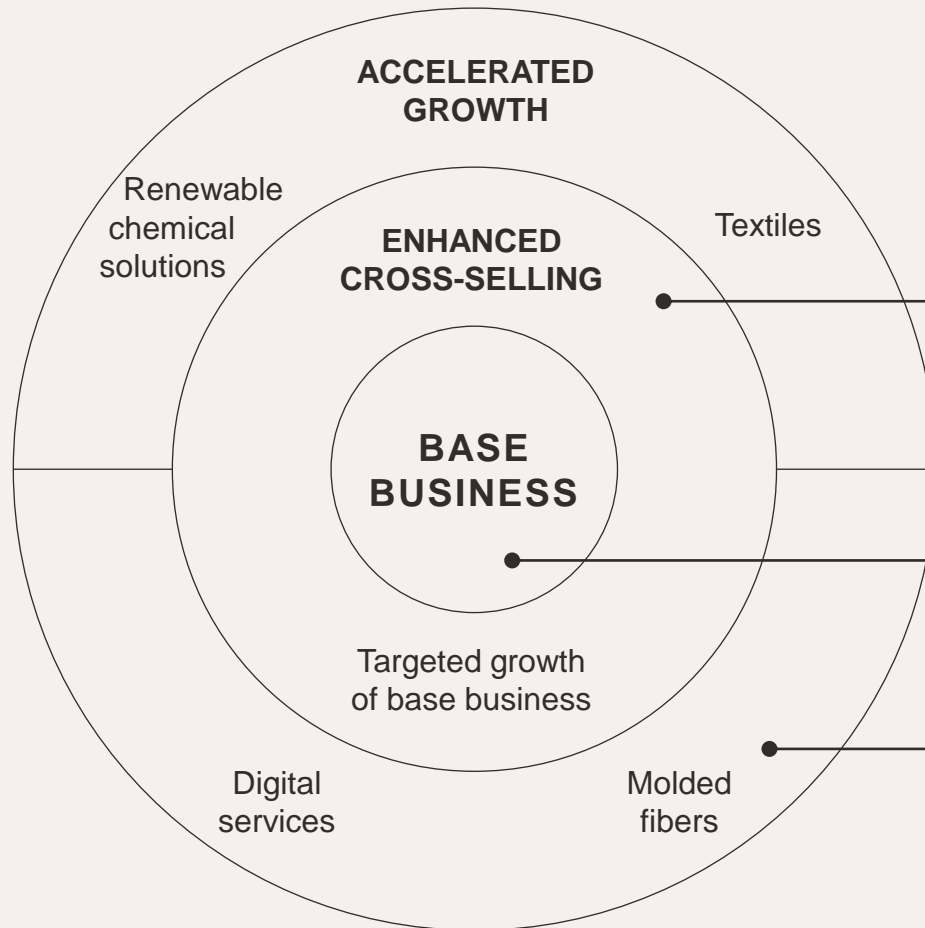 ACCELERATED
GROWTH
Renewable
chemical
solutions
Textiles
ENHANCED
CROSS-SELLING
BASE
BUSINESS
Targeted growth
of base business
Digital
services
Molded
fibers